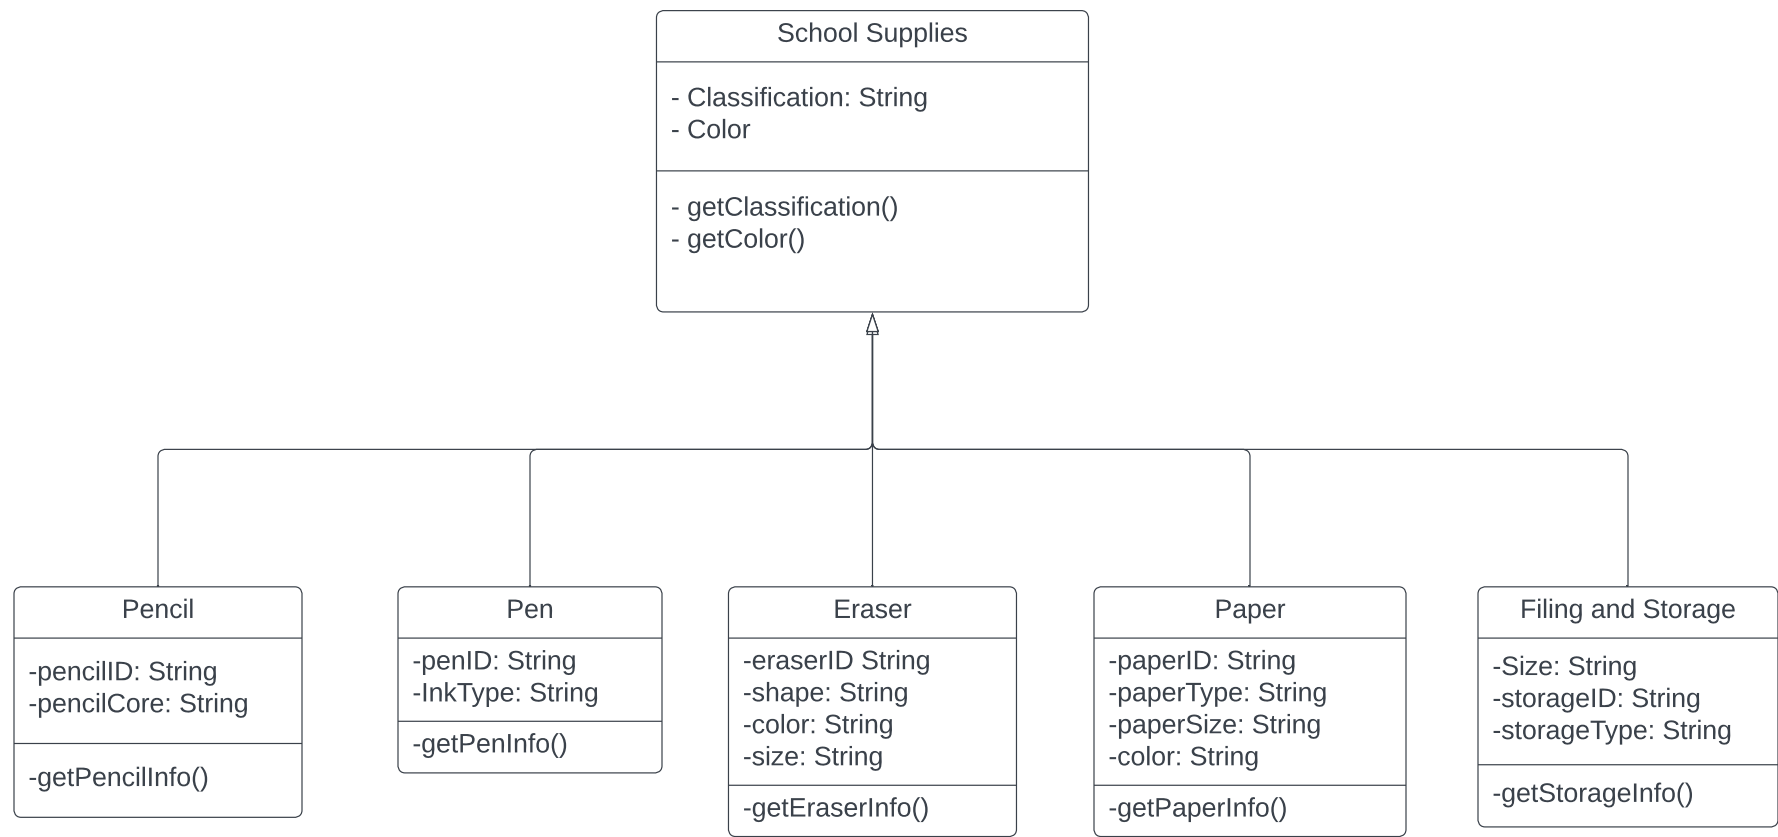 School Supplies
- Classification: String
- Color
- getClassification()
- getColor()
Pencil
-pencilID: String
-pencilCore: String
-getPencilInfo()
Pen
-penID: String
-InkType: String
-getPenInfo()
Eraser
-eraserID String
-shape: String
-color: String
-size: String
-getEraserInfo()
Paper
-paperID: String
-paperType: String
-paperSize: String
-color: String
-getPaperInfo()
Filing and Storage
-Size: String
-storageID: String
-storageType: String
-getStorageInfo()